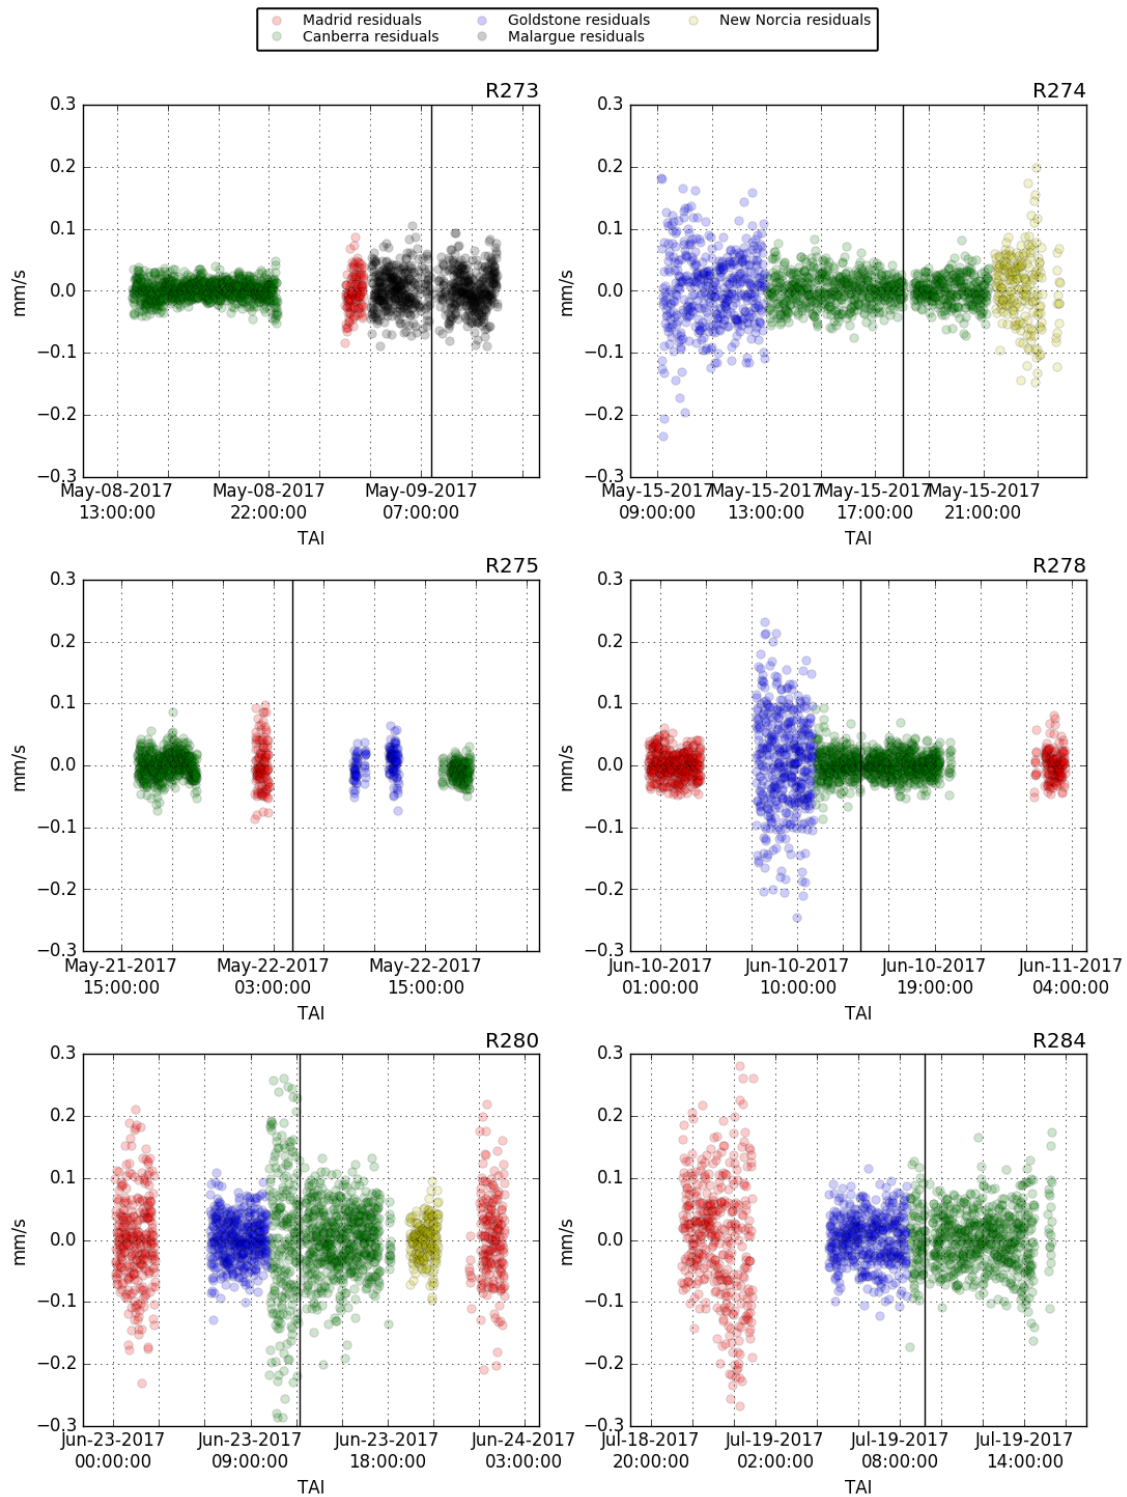 Madrid residuals Goldstone residuals New Norcia residuals
Canberra residuals Malargue residuals
R273
0.3
0.2
0.1
0.0
−0.1
−0.2
−0.3
mm/s
May-08-2017 May-08-2017 May-09-2017
13:00:00 22:00:00 07:00:00
TAI
R274
0.3
0.2
0.1
0.0
−0.1
−0.2
−0.3
mm/s
May-15-2017 May-15-2017 May-15-2017 May-15-2017
09:00:00 13:00:00 17:00:00 21:00:00
TAI
R275
0.3
0.2
0.1
0.0
−0.1
−0.2
−0.3
mm/s
May-21-2017 May-22-2017 May-22-2017
15:00:00 03:00:00 15:00:00
TAI
R278
0.3
0.2
0.1
0.0
−0.1
−0.2
−0.3
mm/s
Jun-10-2017 Jun-10-2017 Jun-10-2017 Jun-11-2017
01:00:00 10:00:00 19:00:00 04:00:00
TAI
R280
0.3
0.2
0.1
0.0
−0.1
−0.2
−0.3
mm/s
Jun-23-2017 Jun-23-2017 Jun-23-2017 Jun-24-2017
00:00:00 09:00:00 18:00:00 03:00:00
TAI
R284
0.3
0.2
0.1
0.0
−0.1
−0.2
−0.3
mm/s
Jul-18-2017 Jul-19-2017 Jul-19-2017 Jul-19-2017
20:00:00 02:00:00 08:00:00 14:00:00
TAI